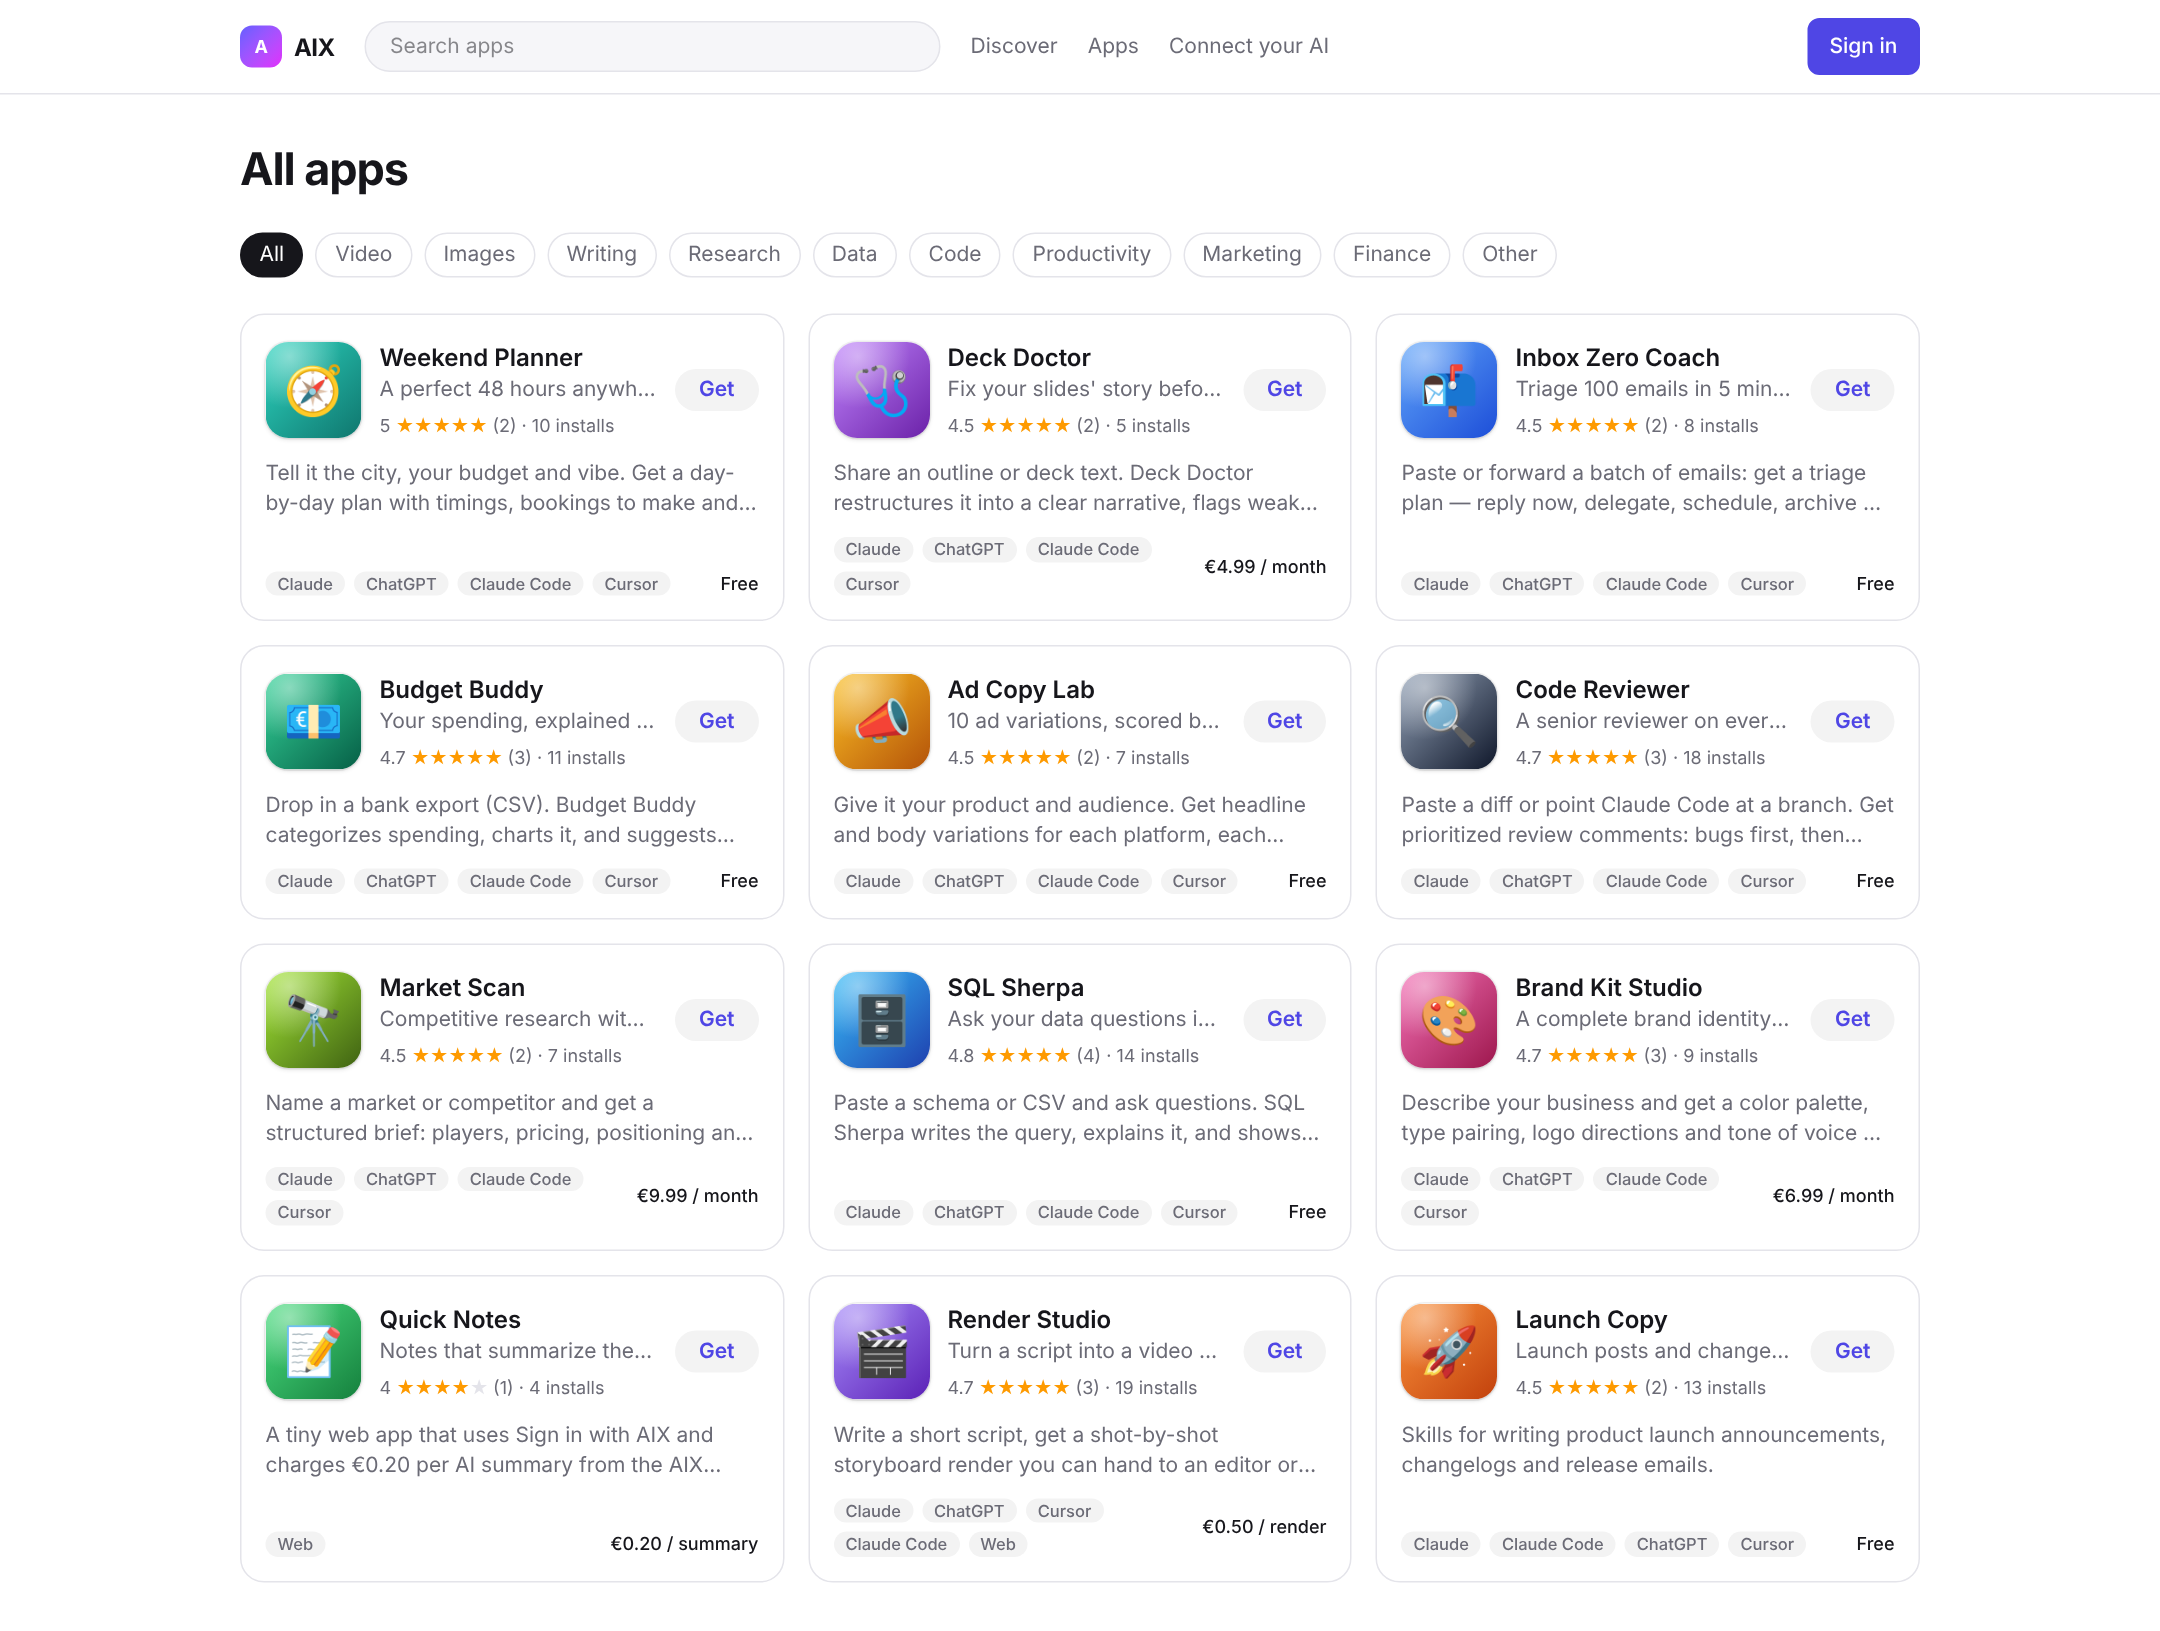 A AIX Search apps Discover Apps Connect your AI Sign in
All apps
All Video Images Writing Research Data Code Productivity Marketing Finance Other
Weekend Planner
A perfect 48 hours anywh...
Get
5 ★★★★★ (2) · 10 installs
Tell it the city, your budget and vibe. Get a day-
by-day plan with timings, bookings to make and...
Claude ChatGPT Claude Code Cursor Free
Deck Doctor
Fix your slides' story befo...
Get
4.5 ★★★★★ (2) · 5 installs
Share an outline or deck text. Deck Doctor
restructures it into a clear narrative, flags weak...
Claude ChatGPT Claude Code
Cursor
€4.99 / month
Inbox Zero Coach
Triage 100 emails in 5 min...
Get
4.5 ★★★★★ (2) · 8 installs
Paste or forward a batch of emails: get a triage
plan — reply now, delegate, schedule, archive ...
Claude ChatGPT Claude Code Cursor Free
Budget Buddy
Your spending, explained ...
Get
4.7 ★★★★★ (3) · 11 installs
Drop in a bank export (CSV). Budget Buddy
categorizes spending, charts it, and suggests...
Claude ChatGPT Claude Code Cursor Free
Ad Copy Lab
10 ad variations, scored b...
Get
4.5 ★★★★★ (2) · 7 installs
Give it your product and audience. Get headline
and body variations for each platform, each...
Claude ChatGPT Claude Code Cursor Free
Code Reviewer
A senior reviewer on ever...
Get
4.7 ★★★★★ (3) · 18 installs
Paste a diff or point Claude Code at a branch. Get
prioritized review comments: bugs first, then...
Claude ChatGPT Claude Code Cursor Free
Market Scan
Competitive research wit...
Get
4.5 ★★★★★ (2) · 7 installs
Name a market or competitor and get a
structured brief: players, pricing, positioning an...
Claude ChatGPT Claude Code
Cursor
€9.99 / month
SQL Sherpa
Ask your data questions i...
Get
4.8 ★★★★★ (4) · 14 installs
Paste a schema or CSV and ask questions. SQL
Sherpa writes the query, explains it, and shows...
Claude ChatGPT Claude Code Cursor Free
Brand Kit Studio
A complete brand identity...
Get
4.7 ★★★★★ (3) · 9 installs
Describe your business and get a color palette,
type pairing, logo directions and tone of voice ...
Claude ChatGPT Claude Code
Cursor
€6.99 / month
Quick Notes
Notes that summarize the...
Get
4 ★★★★★ (1) · 4 installs
A tiny web app that uses Sign in with AIX and
charges €0.20 per AI summary from the AIX...
Web €0.20 / summary
Render Studio
Turn a script into a video ...
Get
4.7 ★★★★★ (3) · 19 installs
Write a short script, get a shot-by-shot
storyboard render you can hand to an editor or...
Claude ChatGPT Cursor
Claude Code Web
€0.50 / render
Launch Copy
Launch posts and change...
Get
4.5 ★★★★★ (2) · 13 installs
Skills for writing product launch announcements,
changelogs and release emails.
Claude Claude Code ChatGPT Cursor Free